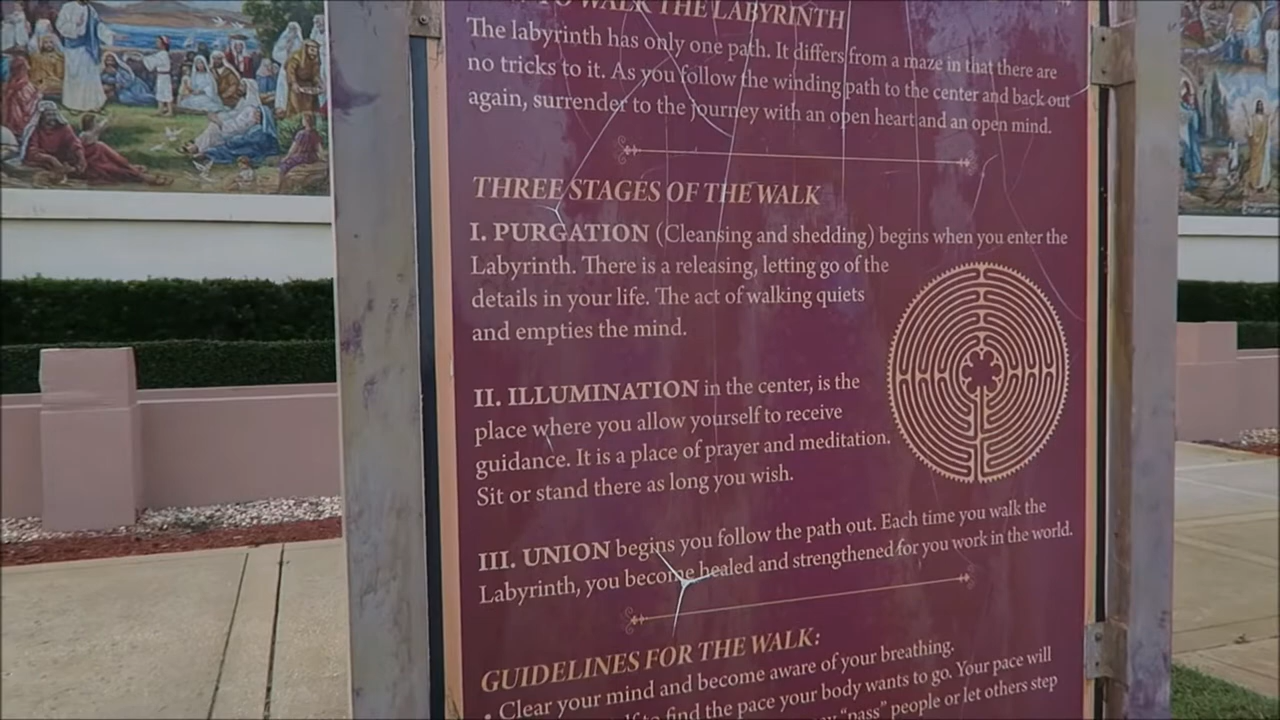 TO WALK THE LABYRINTH
The labyrinth has only one path. It differs from a maze in that there are
no tricks to it. As you follow the winding path to the center and back out
again, surrender to the journey with an open heart and an open mind.
THREE STAGES OF THE WALK
I. PURGATION (Cleansing and shedding) begins when you enter the
Labyrinth. There is a releasing, letting go of the
details in your life. The act of walking quiets
and empties the mind.
II. ILLUMINATION in the center, is the
place where you allow yourself to receive
guidance. It is a place of prayer and meditation.
Sit or stand there as long you wish.
III. UNION begins you follow the path out. Each time you walk the
Labyrinth, you become healed and strengthened for you work in the world.
GUIDELINES FOR THE WALK:
• Clear your mind and become aware of your breathing.
to find the pace your body wants to go. Your pace will
"pass" people or let others step